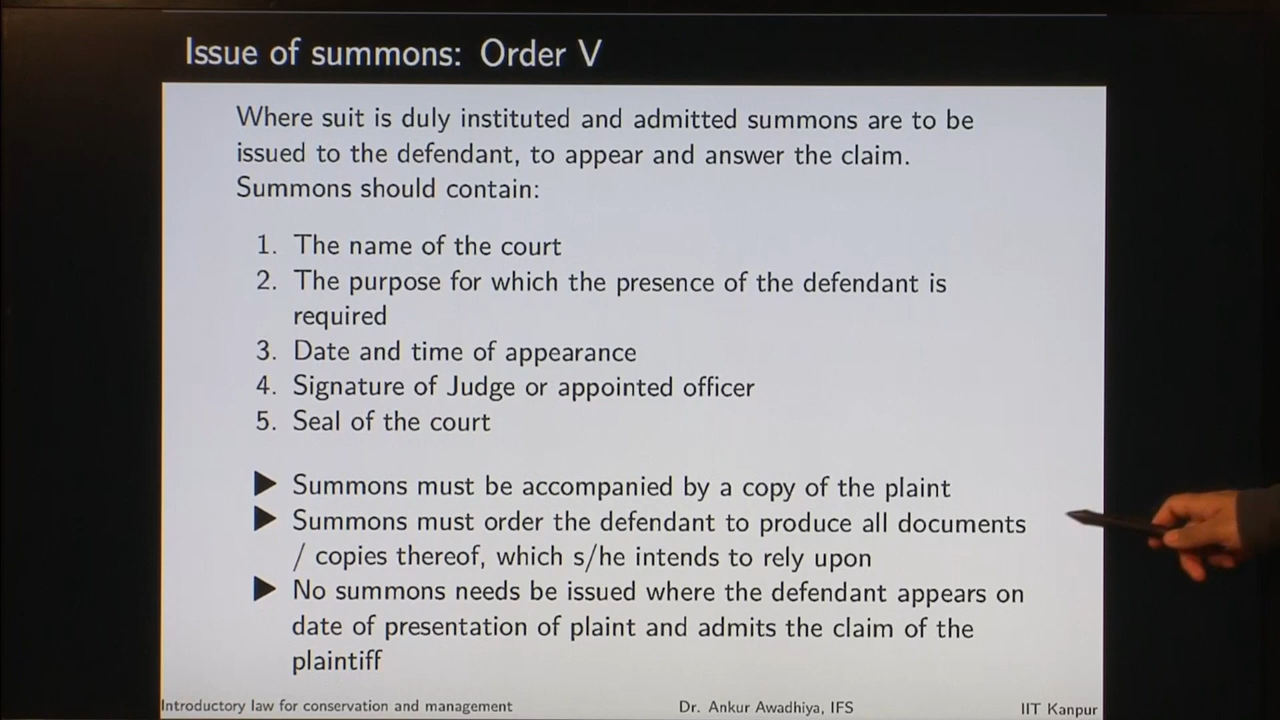 Issue of summons: Order V
Where suit is duly instituted and admitted summons are to be
issued to the defendant, to appear and answer the claim.
Summons should contain:
1. The name of the court
2. The purpose for which the presence of the defendant is
required
3. Date and time of appearance
4. Signature of Judge or appointed officer
5. Seal of the court
▶ Summons must be accompanied by a copy of the plaint
▶ Summons must order the defendant to produce all documents
/ copies thereof, which s/he intends to rely upon
▶ No summons needs be issued where the defendant appears on
date of presentation of plaint and admits the claim of the
plaintiff
Introductory law for conservation and management Dr. Ankur Awadhiya, IFS IIT Kanpur